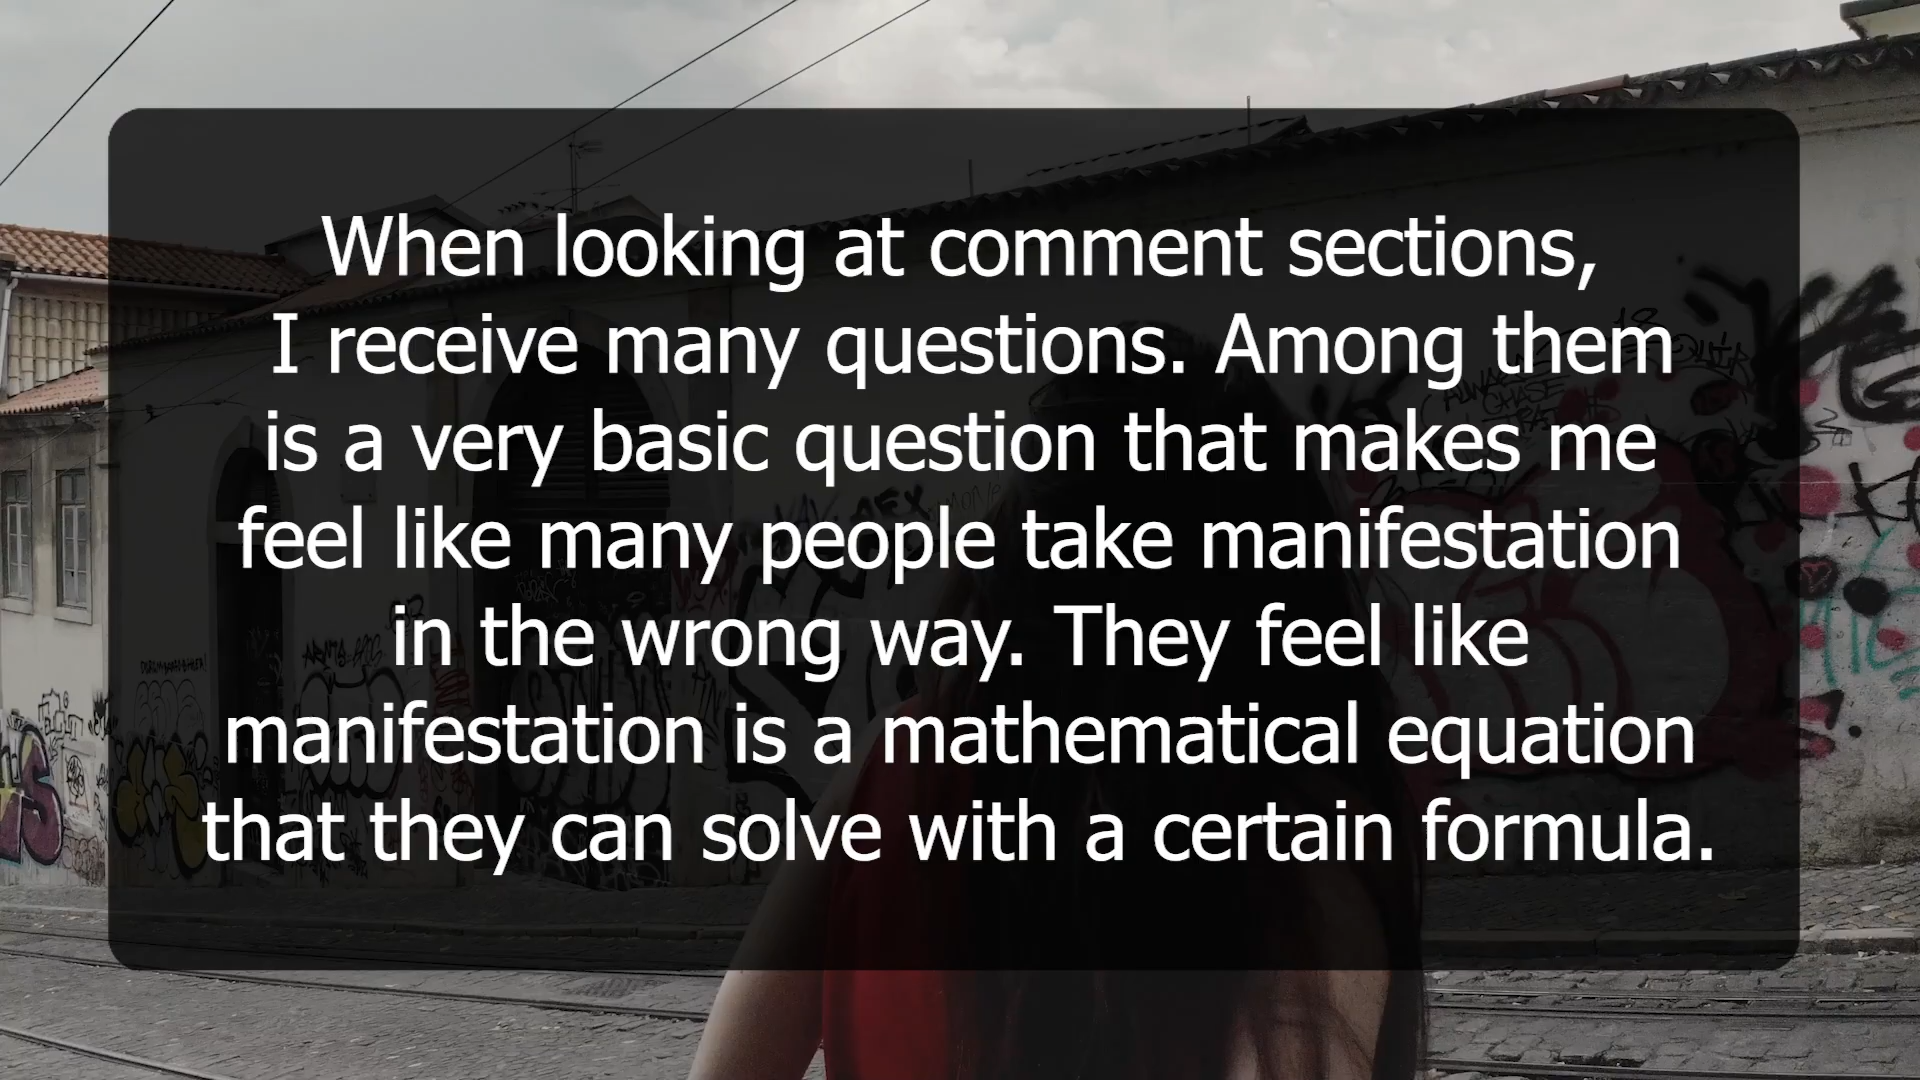 When looking at comment sections,
I receive many questions. Among them
is a very basic question that makes me
feel like many people take manifestation
in the wrong way. They feel like
manifestation is a mathematical equation
that they can solve with a certain formula.